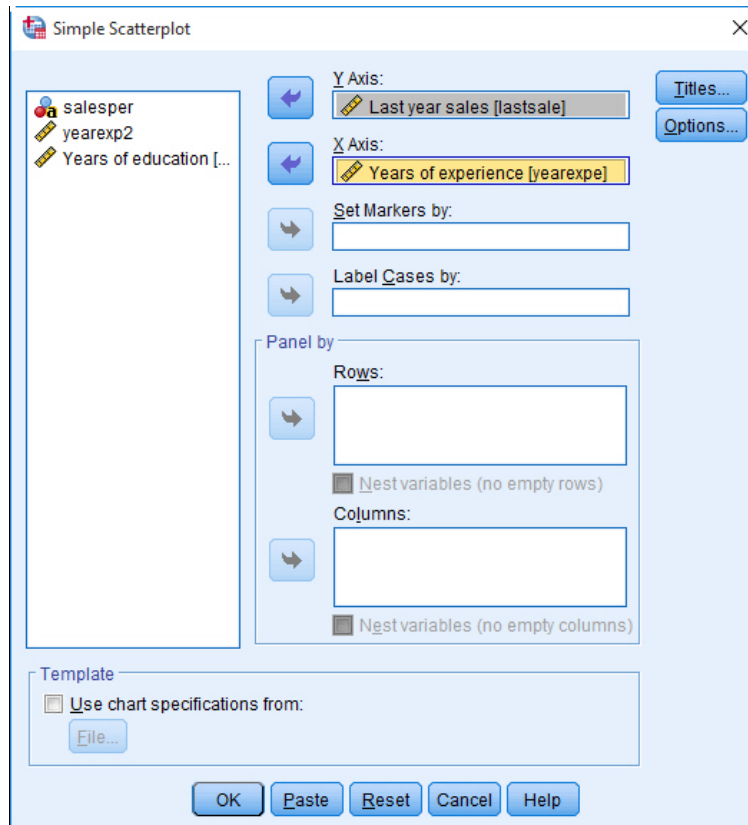 Simple Scatterplot
salesper
yearexp2
Years of education [...
Y Axis:
Last year sales [lastsale]
X Axis:
Years of experience [yearexpe]
Set Markers by:
Label Cases by:
Panel by
Rows:
Nest variables (no empty rows)
Columns:
Nest variables (no empty columns)
Titles...
Options...
Template
Use chart specifications from:
File...
OK
Paste
Reset
Cancel
Help